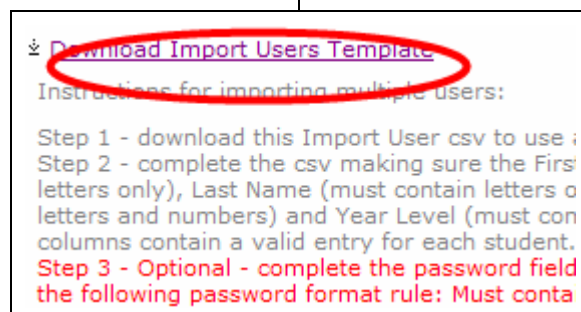 Download Import Users Template
Instructions for importing multiple users:
Step 1 - download this Import User csv to use
Step 2 - complete the csv making sure the
letters only), Last Name (must contain letters
letters and numbers) and Year Level (must
columns contain a valid entry for each student.
Step 3 - Optional - complete the password field
the following password format rule: Must